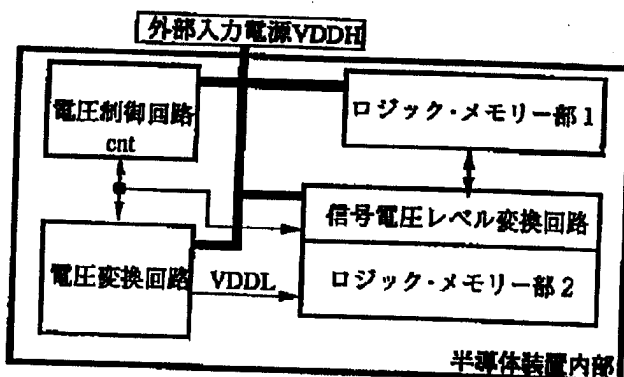 外部入力電源VDDH
電圧制御回路
cnt
ロジック・メモリー部1
信号電圧レベル変換回路
電圧変換回路
VDDL
ロジック・メモリー部2
半導体装置内部